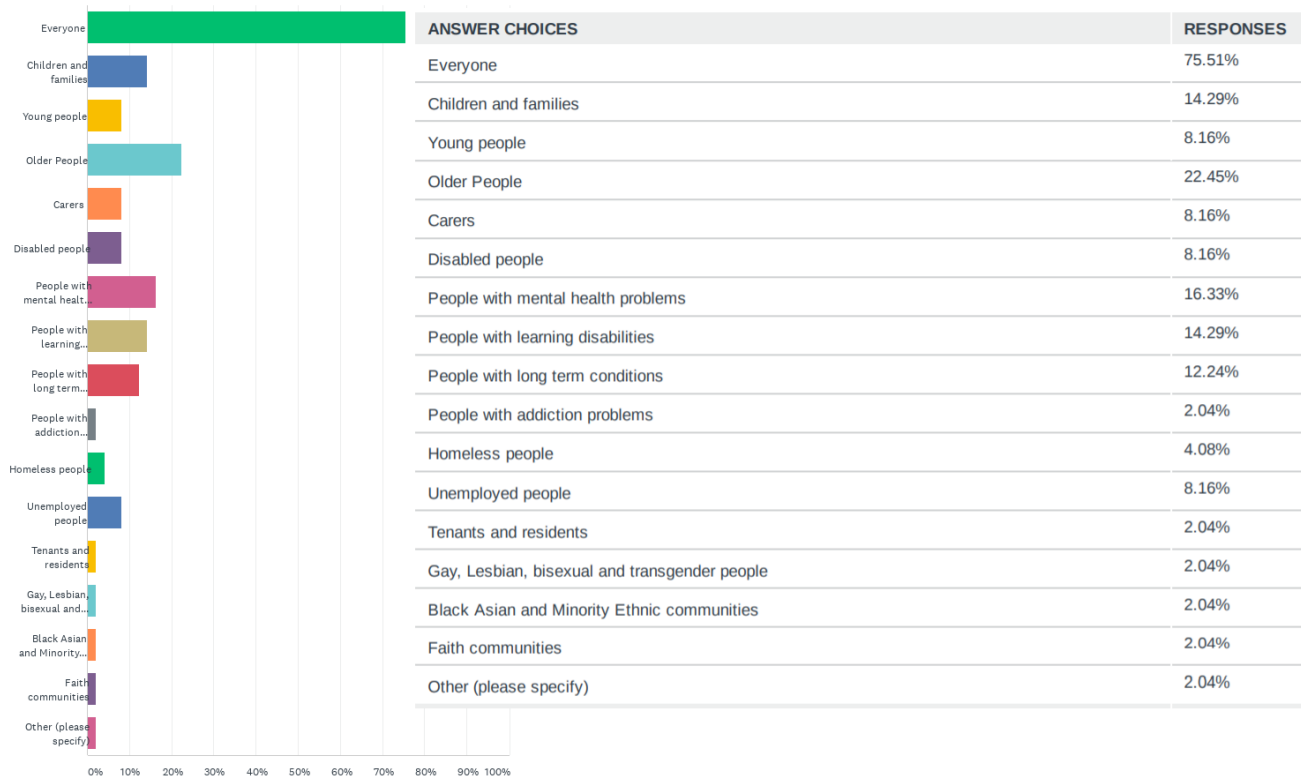 Everyone
Children and
families
Young people
Older People
Carers
Disabled people
People with
mental healt...
People with
learning...
People with
long term...
People with
addiction...
Homeless people
Unemployed
people
Tenants and
residents
Gay, Lesbian,
bisexual and...
Black Asian
and Minority...
Faith
communities
Other (please
specify)
0% 10% 20% 30% 40% 50% 60% 70% 80% 90% 100%
ANSWER CHOICES RESPONSES
Everyone 75.51%
Children and families 14.29%
Young people 8.16%
Older People 22.45%
Carers 8.16%
Disabled people 8.16%
People with mental health problems 16.33%
People with learning disabilities 14.29%
People with long term conditions 12.24%
People with addiction problems 2.04%
Homeless people 4.08%
Unemployed people 8.16%
Tenants and residents 2.04%
Gay, Lesbian, bisexual and transgender people 2.04%
Black Asian and Minority Ethnic communities 2.04%
Faith communities 2.04%
Other (please specify) 2.04%